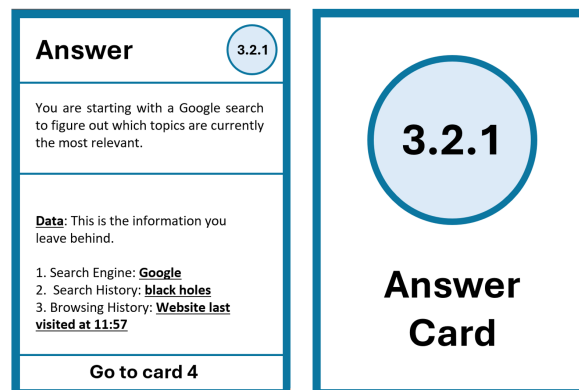 Answer
3.2.1
You are starting with a Google search
to figure out which topics are currently
the most relevant.
Data: This is the information you
leave behind.
1. Search Engine: Google
2. Search History: black holes
3. Browsing History: Website last
visited at 11:57
Go to card 4
3.2.1
Answer
Card